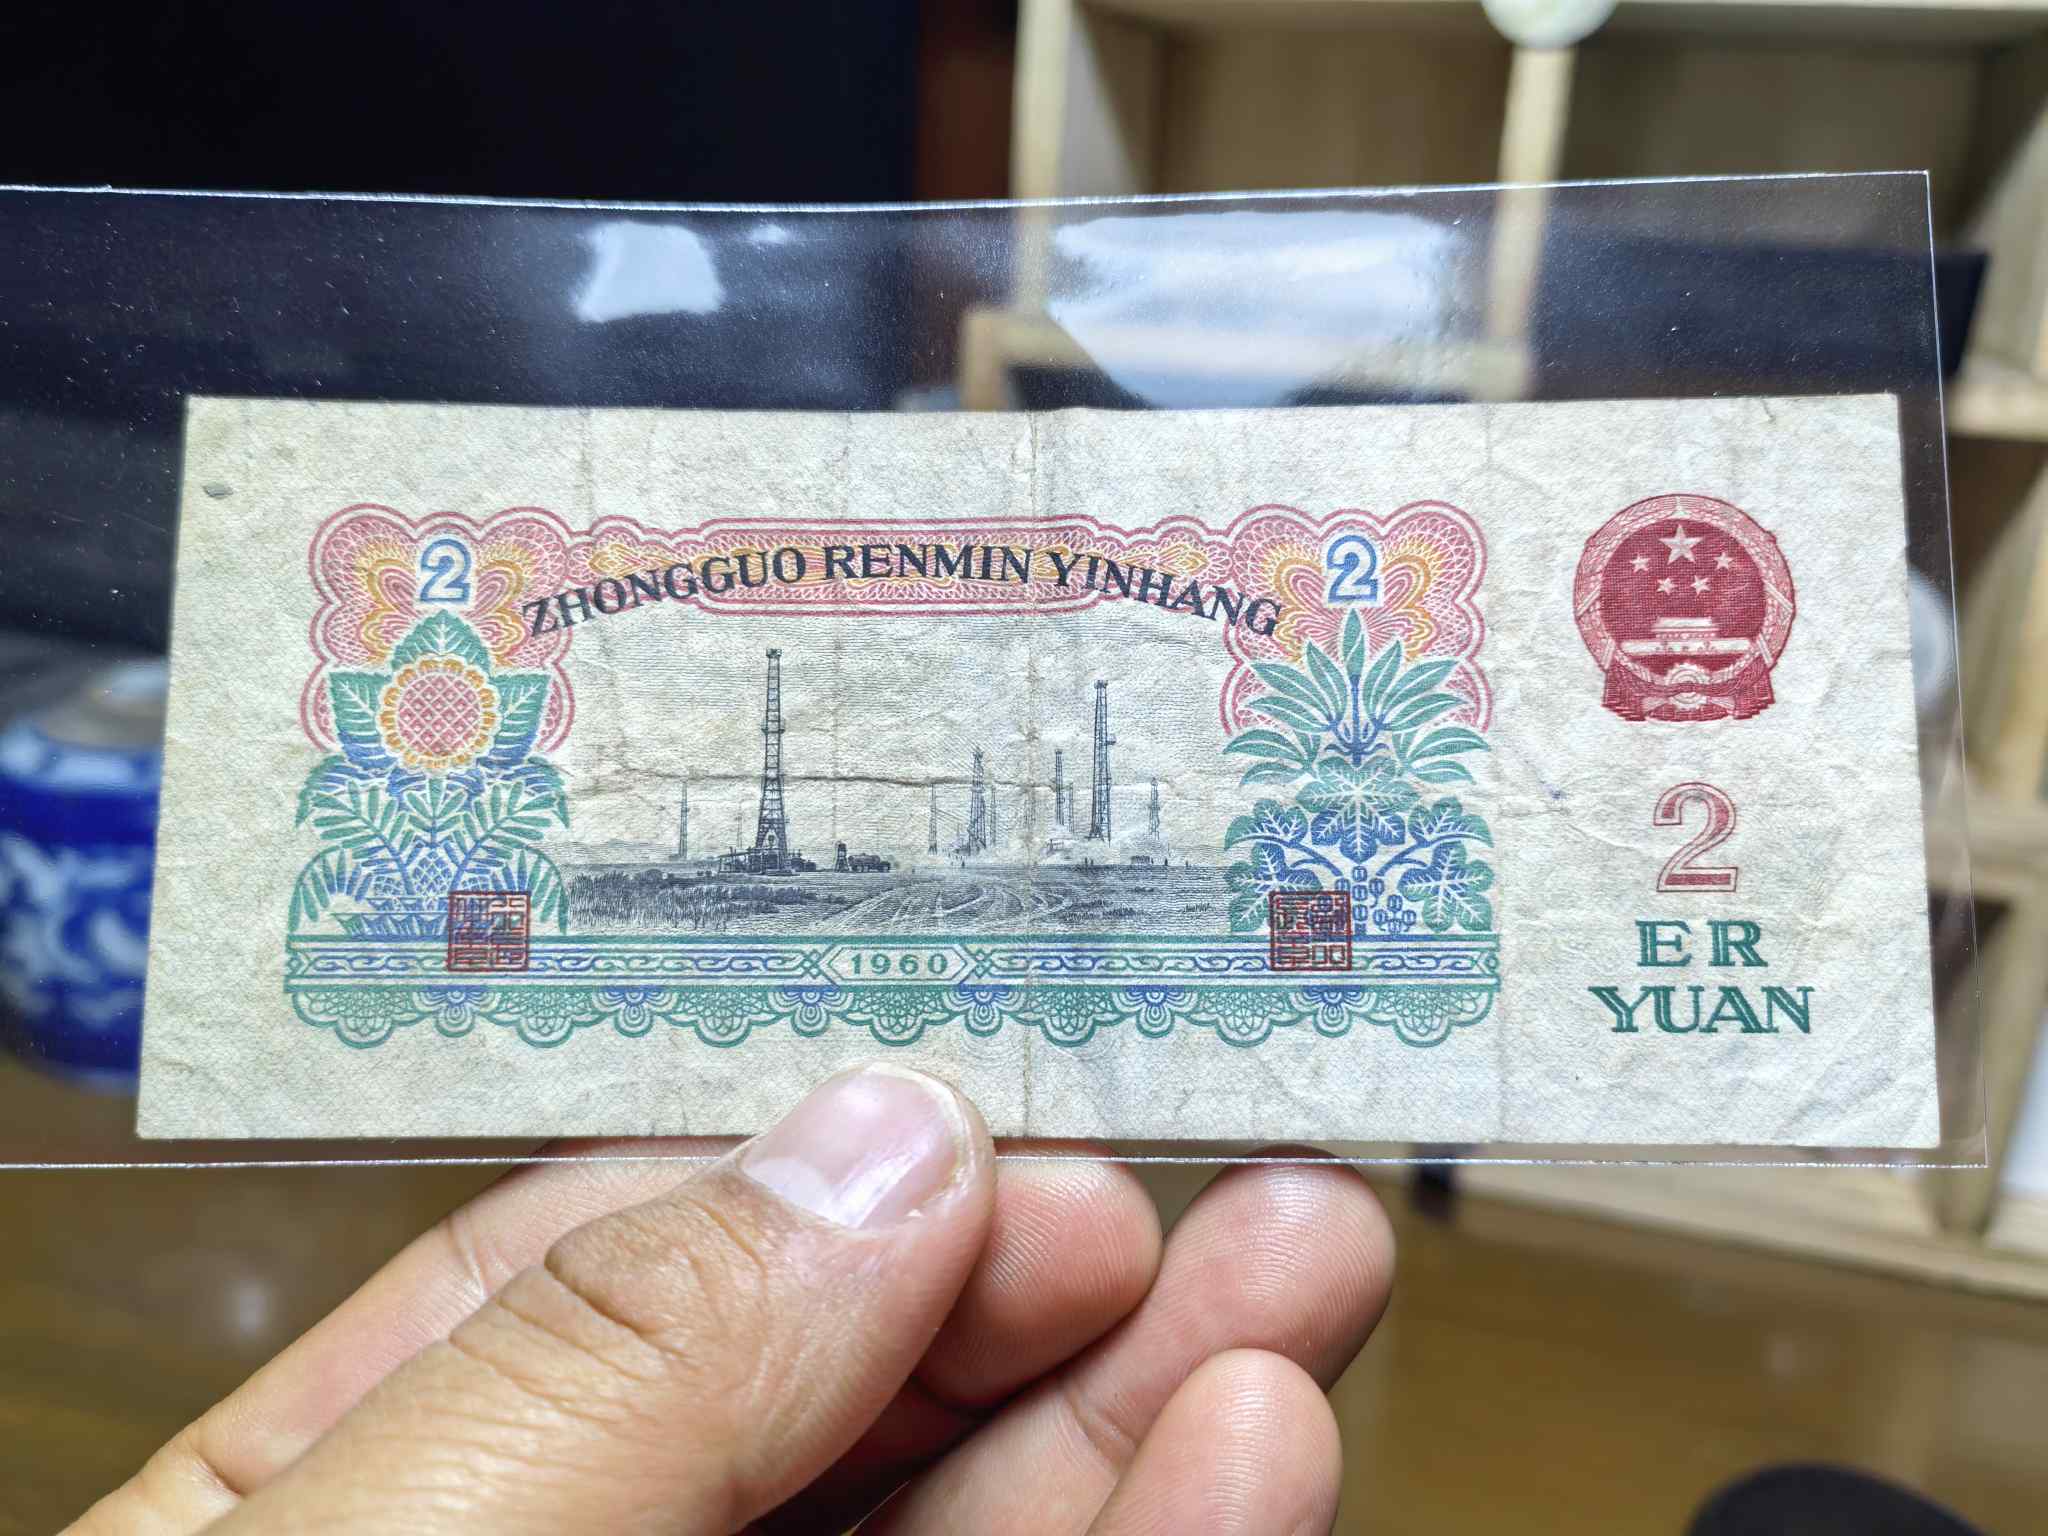 2
ZHONGGUO RENMIN YINHANG
2
2
ER
YUAN
1960